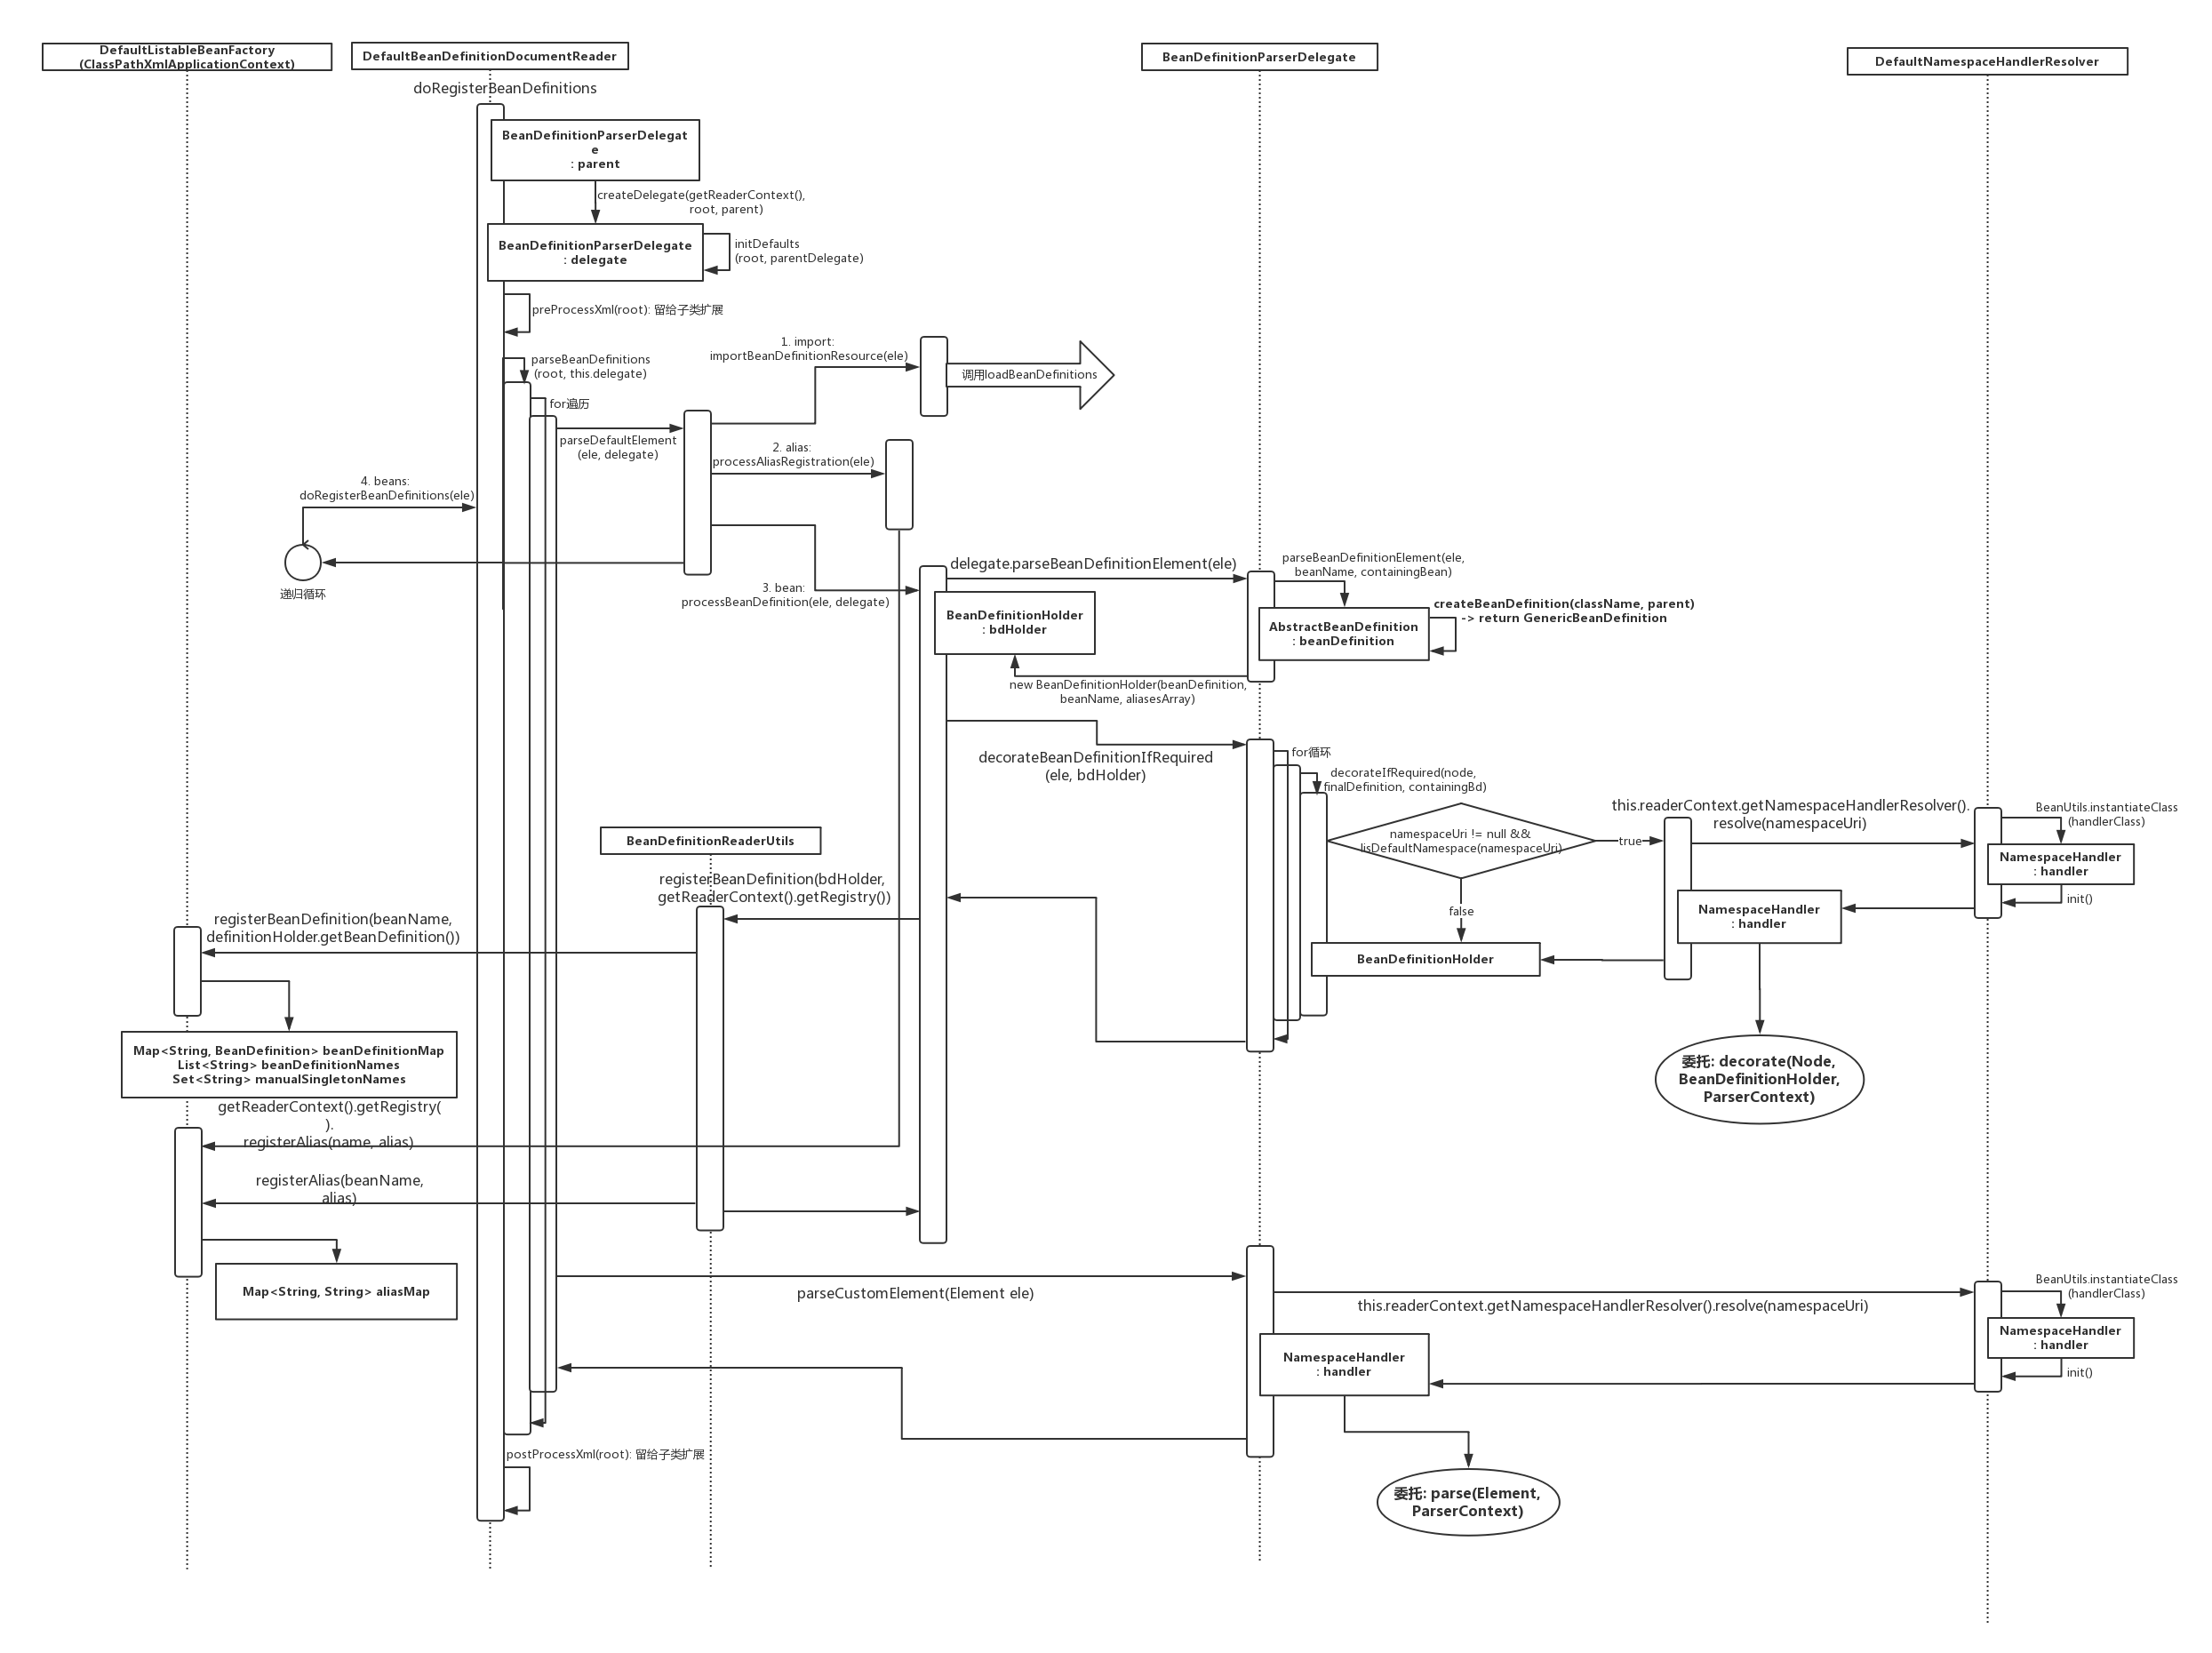 DefaultListableBeanFactory
(ClassPathXmlApplicationContext)
DefaultBeanDefinitionDocumentReader
BeanDefinitionParserDelegate
DefaultNamespaceHandlerResolver
doRegisterBeanDefinitions
BeanDefinitionParserDelegat
e
: parent
createDelegate(getReaderContext(),
root, parent)
BeanDefinitionParserDelegate
: delegate
initDefaults
(root, parentDelegate)
preProcessXml(root): 留给子类扩展
parseBeanDefinitions
(root, this.delegate)
for遍历
1. import:
importBeanDefinitionResource(ele)
调用loadBeanDefinitions
parseDefaultElement
(ele, delegate)
2. alias:
processAliasRegistration(ele)
4. beans:
doRegisterBeanDefinitions(ele)
递归循环
3. bean:
processBeanDefinition(ele, delegate)
delegate.parseBeanDefinitionElement(ele)
BeanDefinitionHolder
: bdHolder
parseBeanDefinitionElement(ele,
beanName, containingBean)
AbstractBeanDefinition
: beanDefinition
createBeanDefinition(className, parent)
-> return GenericBeanDefinition
new BeanDefinitionHolder(beanDefinition,
beanName, aliasesArray)
decorateBeanDefinitionIfRequired
(ele, bdHolder)
for循环
decorateIfRequired(node,
finalDefinition, containingBd)
namespaceUri != null &&
!isDefaultNamespace(namespaceUri)
true
false
this.readerContext.getNamespaceHandlerResolver().
resolve(namespaceUri)
BeanUtils.instantiateClass
(handlerClass)
NamespaceHandler
: handler
init()
NamespaceHandler
: handler
BeanDefinitionHolder
委托: decorate(Node,
BeanDefinitionHolder,
ParserContext)
BeanDefinitionReaderUtils
registerBeanDefinition(bdHolder,
getReaderContext().getRegistry())
registerBeanDefinition(beanName,
definitionHolder.getBeanDefinition())
Map<String, BeanDefinition> beanDefinitionMap
List<String> beanDefinitionNames
Set<String> manualSingletonNames
getReaderContext().getRegistry(
).
registerAlias(name, alias)
registerAlias(beanName,
alias)
Map<String, String> aliasMap
parseCustomElement(Element ele)
this.readerContext.getNamespaceHandlerResolver().resolve(namespaceUri)
BeanUtils.instantiateClass
(handlerClass)
NamespaceHandler
: handler
init()
NamespaceHandler
: handler
委托: parse(Element,
ParserContext)
postProcessXml(root): 留给子类扩展